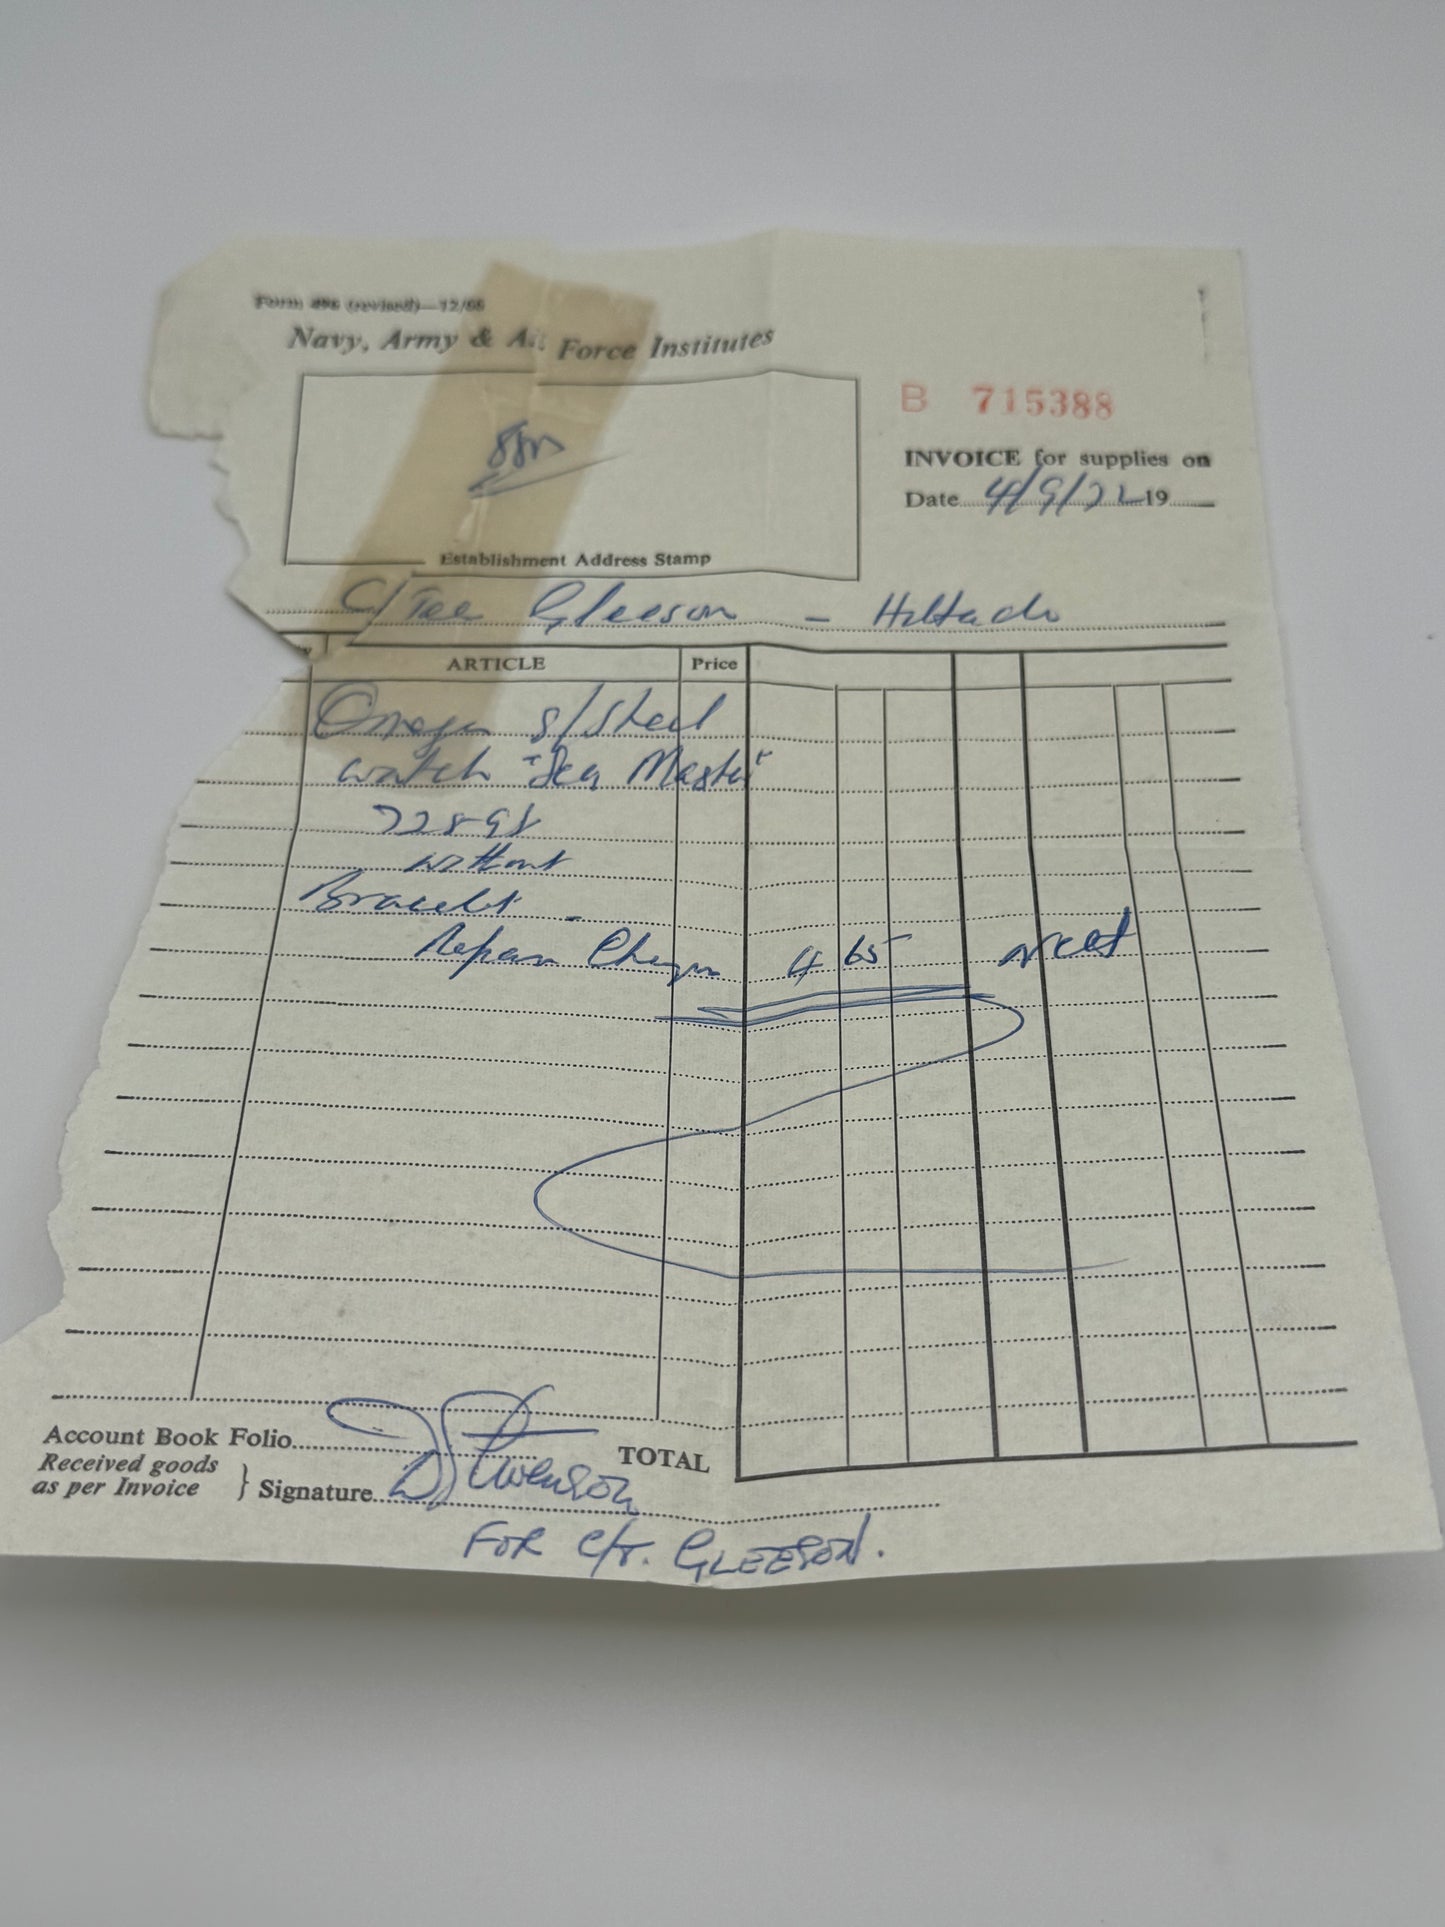 Form (revised)—12/66
Navy, Army & Air Force Institutes
B 715388
INVOICE for supplies on
Date 4/9/72 19
Establishment Address Stamp
C/Tec Gleeson –
ARTICLE Price
Omega S/Steel
watch "Sea Master"
72898
without
Bracelet -
Repair Charge 4 65
Account Book Folio
TOTAL
Received goods
as per Invoice } Signature
FOR C/T. GLEESON.